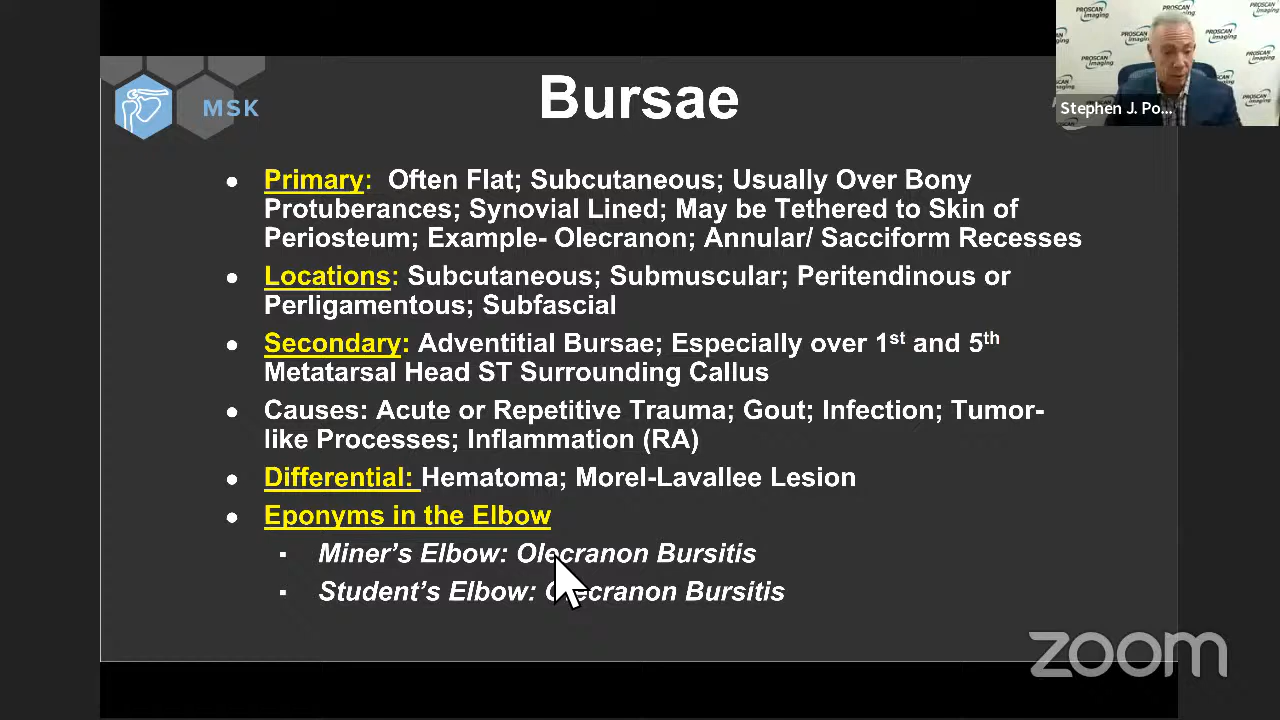 PROSCAN
imaging
Stephen J. Po...
MSK
Bursae
• Primary: Often Flat; Subcutaneous; Usually Over Bony
Protuberances; Synovial Lined; May be Tethered to Skin of
Periosteum; Example- Olecranon; Annular/ Sacciform Recesses
• Locations: Subcutaneous; Submuscular; Peritendinous or
Perligamentous; Subfascial
• Secondary: Adventitial Bursae; Especially over 1st and 5th
Metatarsal Head ST Surrounding Callus
• Causes: Acute or Repetitive Trauma; Gout; Infection; Tumor-
like Processes; Inflammation (RA)
• Differential: Hematoma; Morel-Lavallee Lesion
• Eponyms in the Elbow
▪ Miner's Elbow: Olecranon Bursitis
▪ Student's Elbow: Olecranon Bursitis
zoom